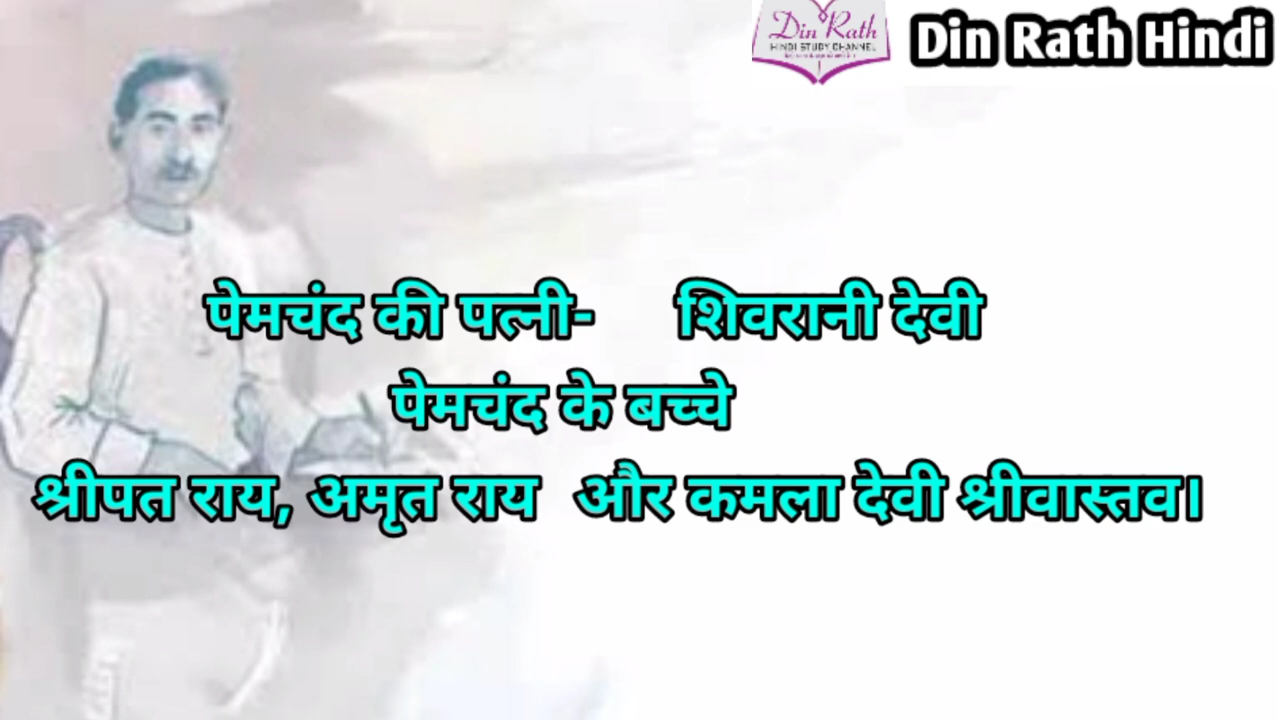 Din Rath
HINDI STUDY CHANNEL
Din Rath Hindi
पेमचंद की पत्नी- शिवरानी देवी
पेमचंद के बच्चे
श्रीपत राय, अमृत राय और कमला देवी श्रीवास्तव।